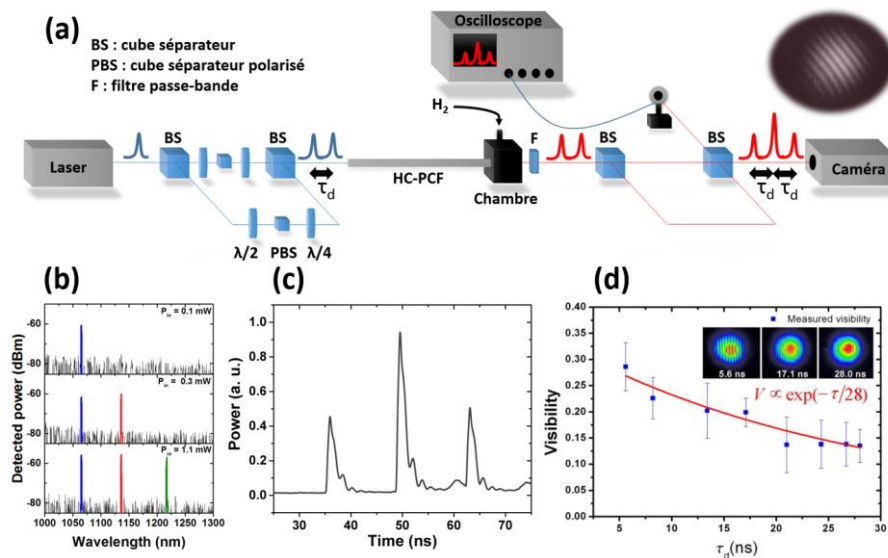 (a)
BS : cube séparateur
PBS : cube séparateur polarisé
F : filtre passe-bande
Oscilloscope
H₂
Laser
BS
BS
τd
HC-PCF
Chambre
F
BS
BS
τd τd
Caméra
λ/2 PBS λ/4
(b)
Pin = 0.1 mW
Pin = 0.3 mW
Pin = 1.1 mW
Detected power (dBm)
-60
-80
-60
-80
-60
-80
1000 1050 1100 1150 1200 1250 1300
Wavelength (nm)
(c)
Power (a. u.)
1.0
0.8
0.6
0.4
0.2
0.0
30 40 50 60 70
Time (ns)
(d)
Measured visibility
5.6 ns 17.1 ns 28.0 ns
V ∝ exp(−τ/28)
Visibility
0.40
0.35
0.30
0.25
0.20
0.15
0.10
0.05
0.00
5 10 15 20 25 30
τd(ns)